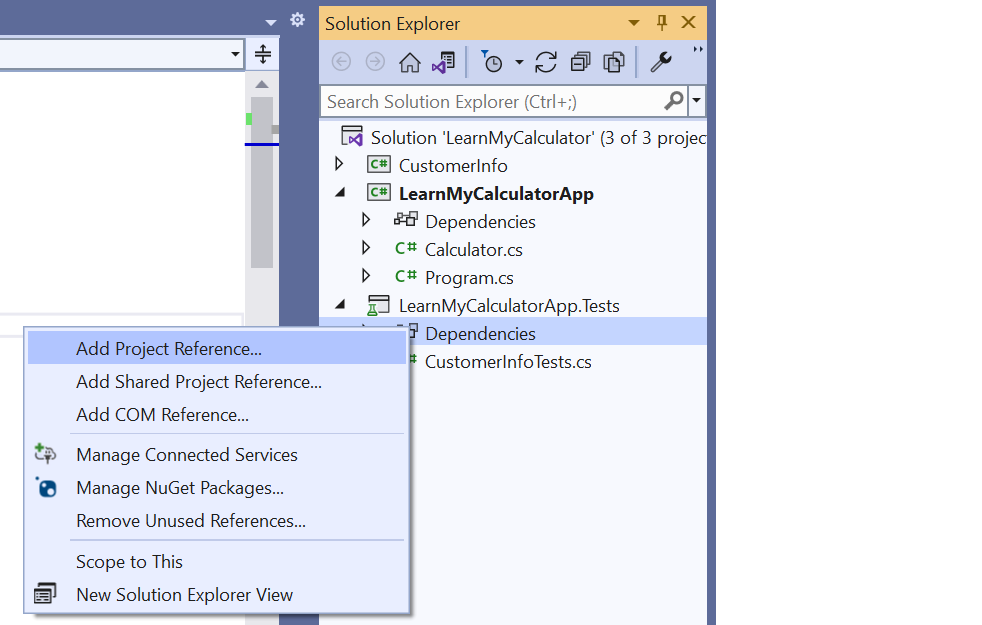 Solution Explorer
Search Solution Explorer (Ctrl+;)
Solution 'LearnMyCalculator' (3 of 3 projec
C# CustomerInfo
C# LearnMyCalculatorApp
Dependencies
C# Calculator.cs
C# Program.cs
LearnMyCalculatorApp.Tests
Dependencies
# CustomerInfoTests.cs
Add Project Reference...
Add Shared Project Reference...
Add COM Reference...
Manage Connected Services
Manage NuGet Packages...
Remove Unused References...
Scope to This
New Solution Explorer View